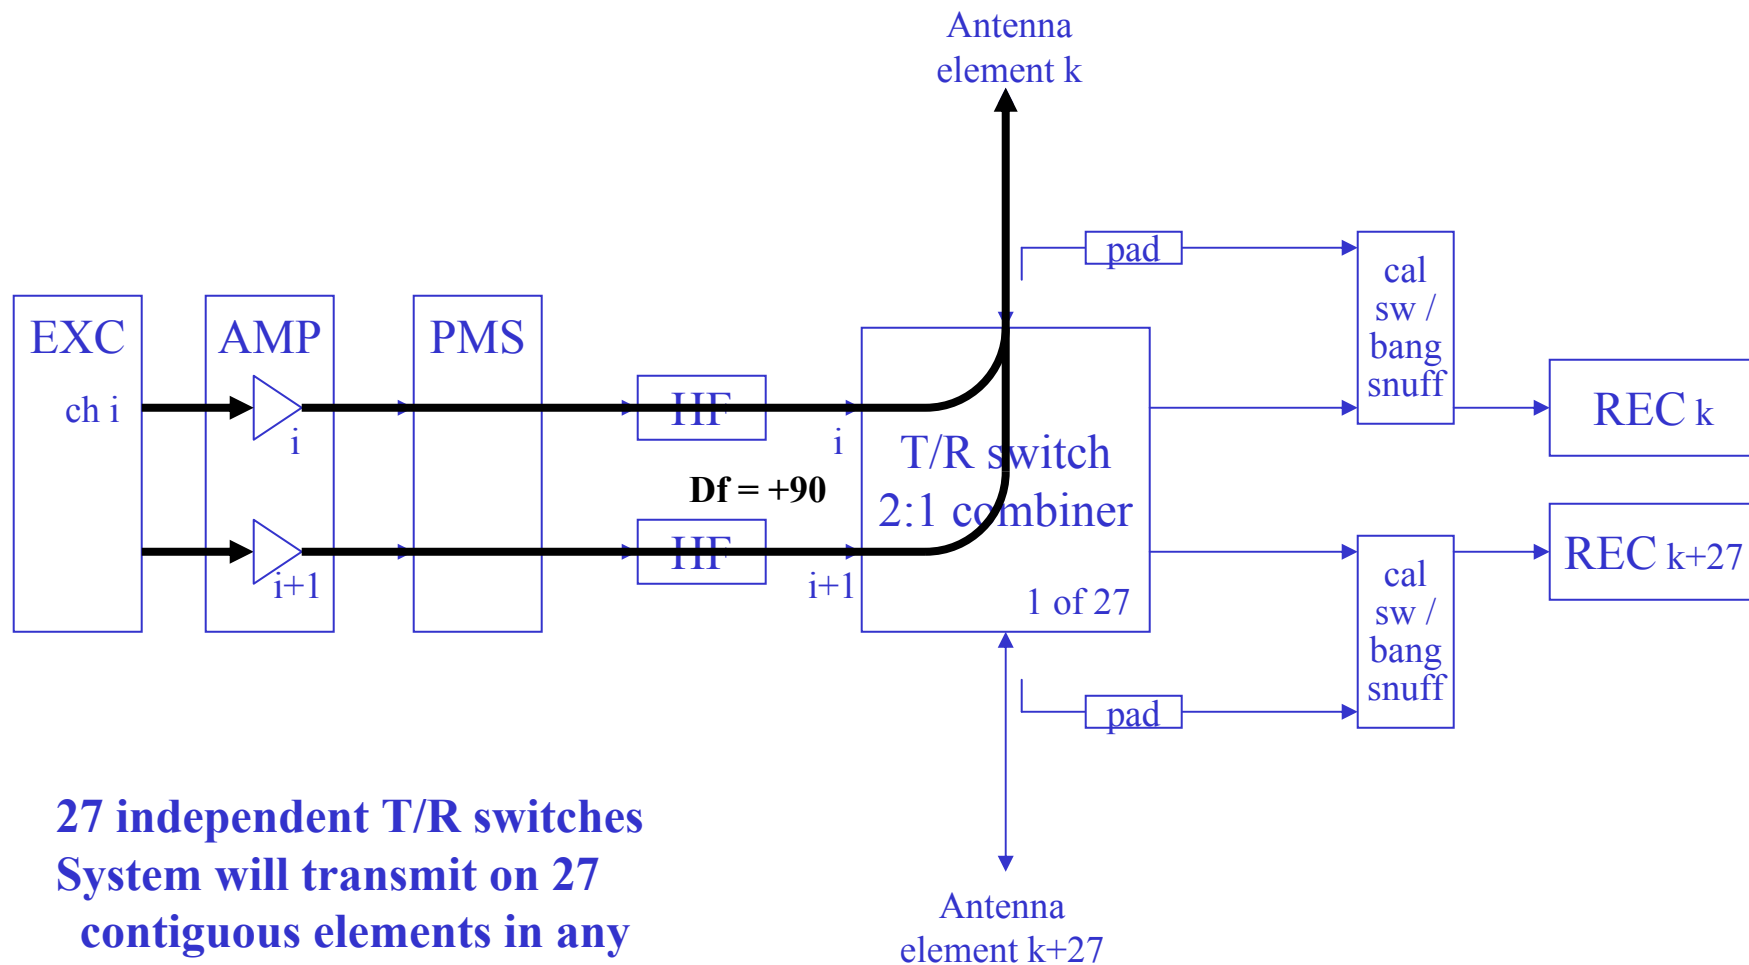 Antenna
element k
pad
cal
sw /
bang
snuff
EXC
AMP
PMS
ch i
i
HF
i
REC k
T/R switch
Df = +90
2:1 combiner
HF
i+1
i+1
1 of 27
REC k+27
cal
sw /
bang
snuff
pad
27 independent T/R switches
System will transmit on 27
contiguous elements in any
Antenna
element k+27